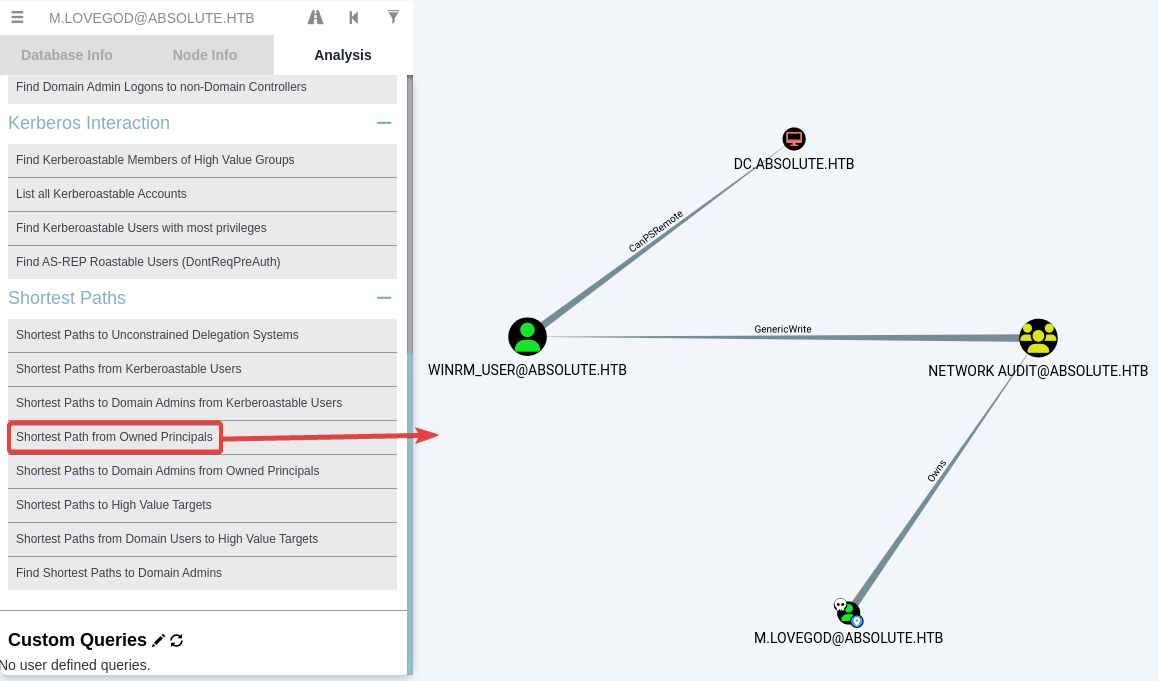 M.LOVEGOD@ABSOLUTE.HTB
Database Info
Node Info
Analysis
Find Domain Admin Logons to non-Domain Controllers
Kerberos Interaction
Find Kerberoastable Members of High Value Groups
List all Kerberoastable Accounts
Find Kerberoastable Users with most privileges
Find AS-REP Roastable Users (DontReqPreAuth)
Shortest Paths
Shortest Paths to Unconstrained Delegation Systems
Shortest Paths from Kerberoastable Users
Shortest Paths to Domain Admins from Kerberoastable Users
Shortest Path from Owned Principals
Shortest Paths to Domain Admins from Owned Principals
Shortest Paths to High Value Targets
Shortest Paths from Domain Users to High Value Targets
Find Shortest Paths to Domain Admins
Custom Queries
No user defined queries.
DC.ABSOLUTE.HTB
CanPSRemote
GenericWrite
WINRM_USER@ABSOLUTE.HTB
NETWORK AUDIT@ABSOLUTE.HTB
Owns
M.LOVEGOD@ABSOLUTE.HTB